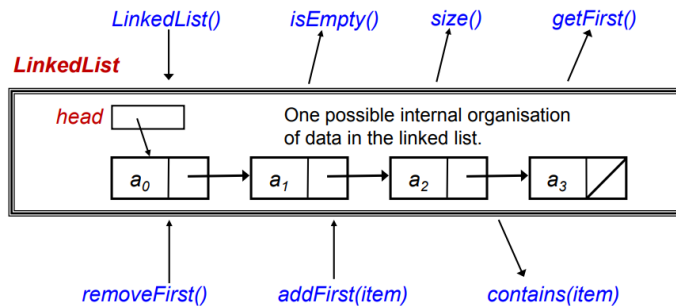 LinkedList() isEmpty() size() getFirst()
LinkedList
head
One possible internal organisation
of data in the linked list.
a0 a1 a2 a3
removeFirst() addFirst(item) contains(item)